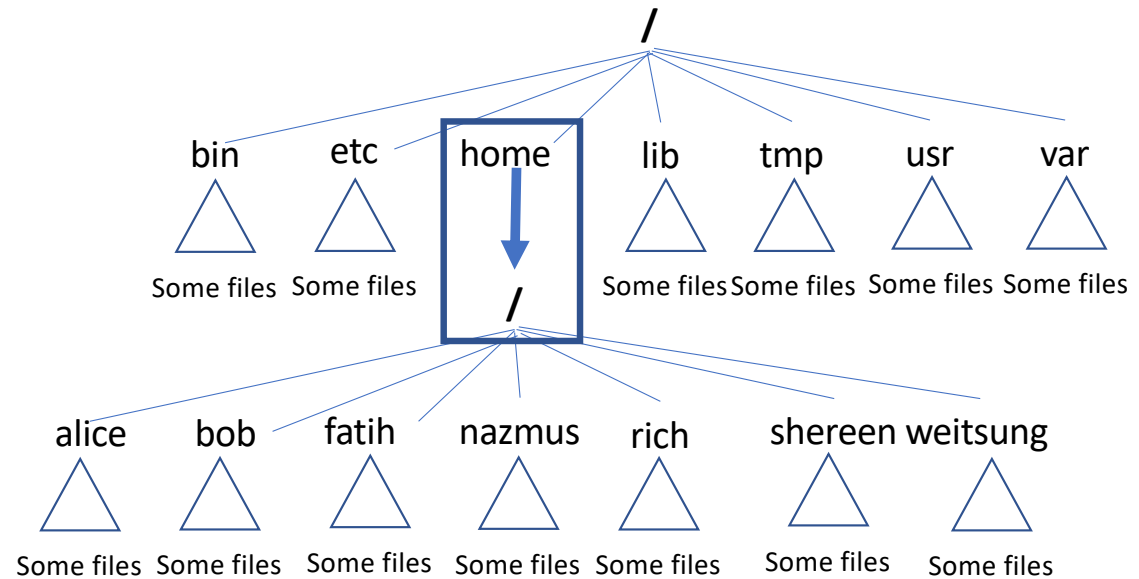 /
bin etc home lib tmp usr var
Some files Some files Some files Some files Some files Some files
/
alice bob fatih nazmus rich shereen weitsung
Some files Some files Some files Some files Some files Some files Some files